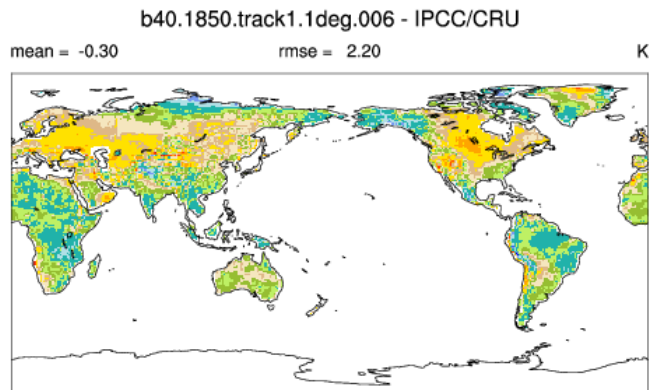 b40.1850.track1.1deg.006 - IPCC/CRU
mean = -0.30 rmse = 2.20 K